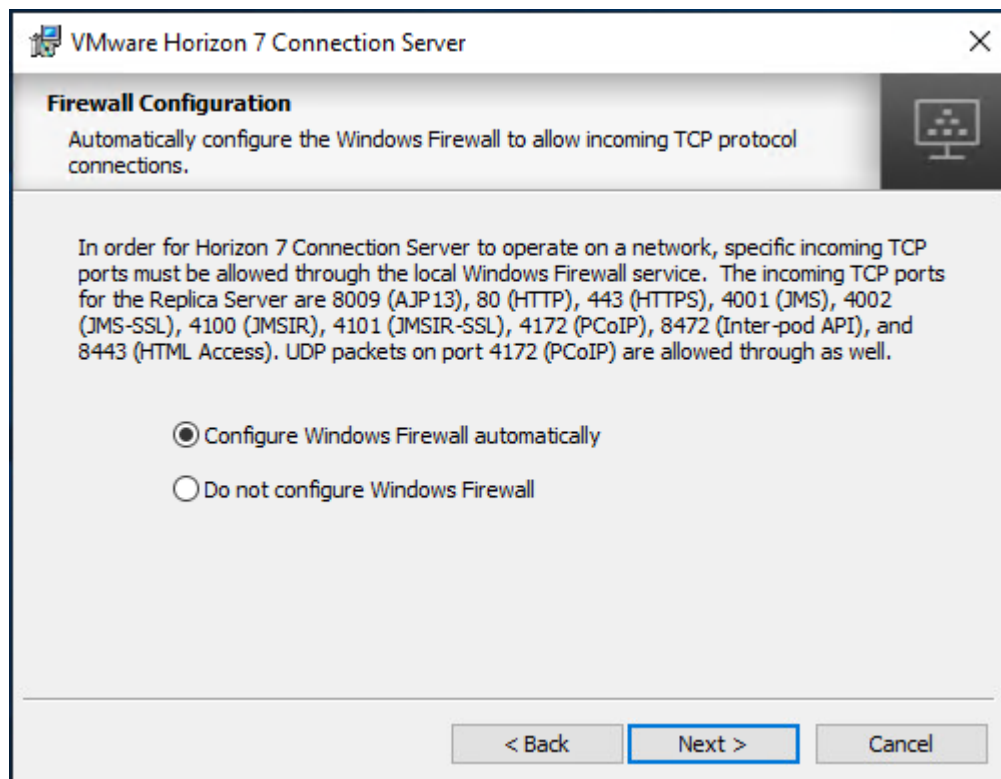 VMware Horizon 7 Connection Server
Firewall Configuration
Automatically configure the Windows Firewall to allow incoming TCP protocol
connections.
In order for Horizon 7 Connection Server to operate on a network, specific incoming TCP
ports must be allowed through the local Windows Firewall service.  The incoming TCP ports
for the Replica Server are 8009 (AJP13), 80 (HTTP), 443 (HTTPS), 4001 (JMS), 4002
(JMS-SSL), 4100 (JMSIR), 4101 (JMSIR-SSL), 4172 (PCoIP), 8472 (Inter-pod API), and
8443 (HTML Access). UDP packets on port 4172 (PCoIP) are allowed through as well.
Configure Windows Firewall automatically
Do not configure Windows Firewall
< Back Next > Cancel